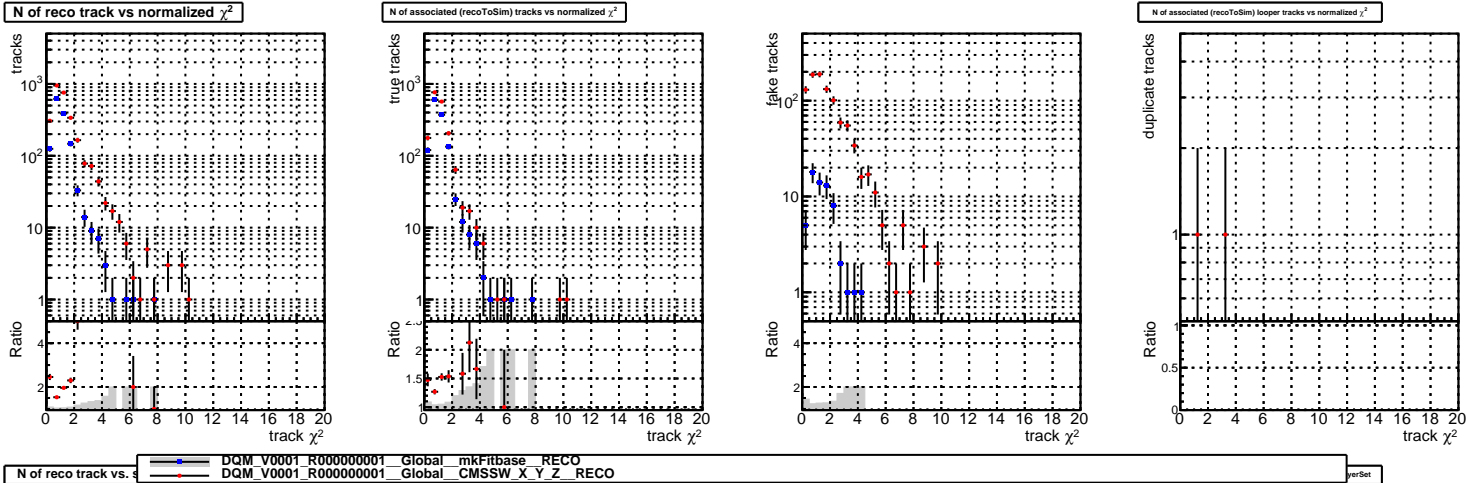 N of reco track vs normalized χ²
N of associated (recoToSim) tracks vs normalized χ²
N of associated (recoToSim) looper tracks vs normalized χ²
tracks
10³
10²
10
1
Ratio
4
2
0 2 4 6 8 10 12 14 16 18 20
track χ²
true tracks
10³
10²
10
1
Ratio
2.5
2
1.5
1
0 2 4 6 8 10 12 14 16 18 20
track χ²
fake tracks
10²
10
1
Ratio
4
2
0 2 4 6 8 10 12 14 16 18 20
track χ²
duplicate tracks
1
Ratio
1
0.5
0
0 2 4 6 8 10 12 14 16 18 20
track χ²
N of reco track vs. s
DQM_V0001_R000000001__Global__mkFitbase__RECO
DQM_V0001_R000000001__Global__CMSSW_X_Y_Z__RECO
yerSet